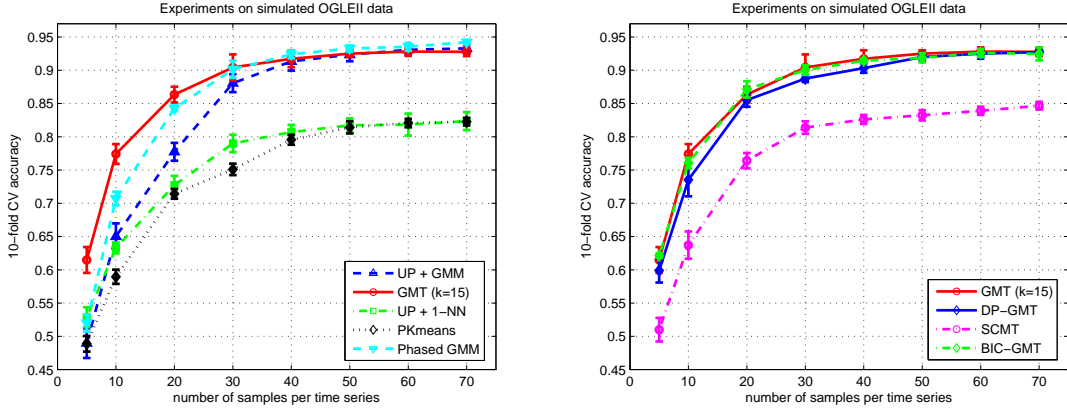 Experiments on simulated OGLEII data
10−fold CV accuracy
0.95
0.9
0.85
0.8
0.75
0.7
0.65
0.6
0.55
0.5
0.45
UP + GMM
GMT (k=15)
UP + 1−NN
PKmeans
Phased GMM
0 10 20 30 40 50 60 70
number of samples per time series
Experiments on simulated OGLEII data
10−fold CV accuracy
0.95
0.9
0.85
0.8
0.75
0.7
0.65
0.6
0.55
0.5
0.45
GMT (k=15)
DP−GMT
SCMT
BIC−GMT
0 10 20 30 40 50 60 70
number of samples per time series